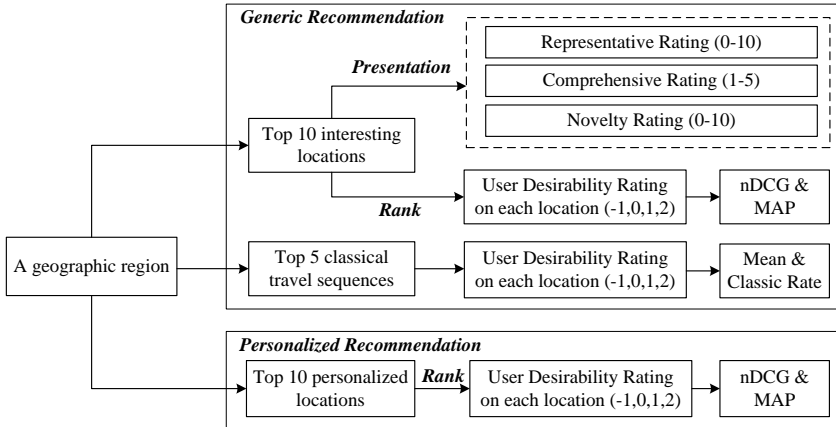 Generic Recommendation
Presentation
Representative Rating (0-10)
Comprehensive Rating (1-5)
Novelty Rating (0-10)
Top 10 interesting
locations
Rank
User Desirability Rating
on each location (-1,0,1,2)
nDCG &
MAP
A geographic region
Top 5 classical
travel sequences
User Desirability Rating
on each location (-1,0,1,2)
Mean &
Classic Rate
Personalized Recommendation
Top 10 personalized
locations
Rank
User Desirability Rating
on each location (-1,0,1,2)
nDCG &
MAP